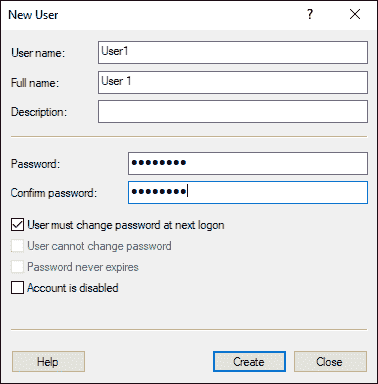 New User
User name: User1
Full name: User 1
Description:
Password: ●●●●●●●●
Confirm password: ●●●●●●●●
User must change password at next logon
User cannot change password
Password never expires
Account is disabled
Help Create Close